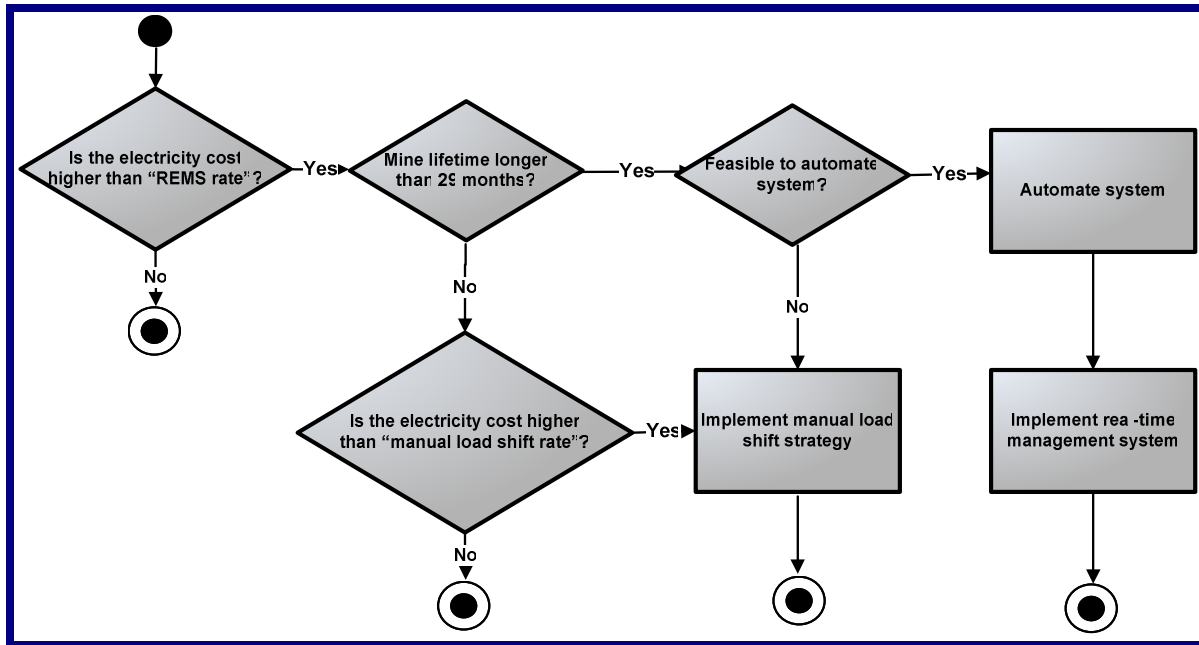 Is the electricity cost
higher than “REMS rate”?
Yes
Mine lifetime longer
than 29 months?
Yes
Feasible to automate
system?
Yes
Automate system
No
No
No
Is the electricity cost higher
than “manual load shift rate”?
Yes
Implement manual load
shift strategy
Implement rea -time
management system
No